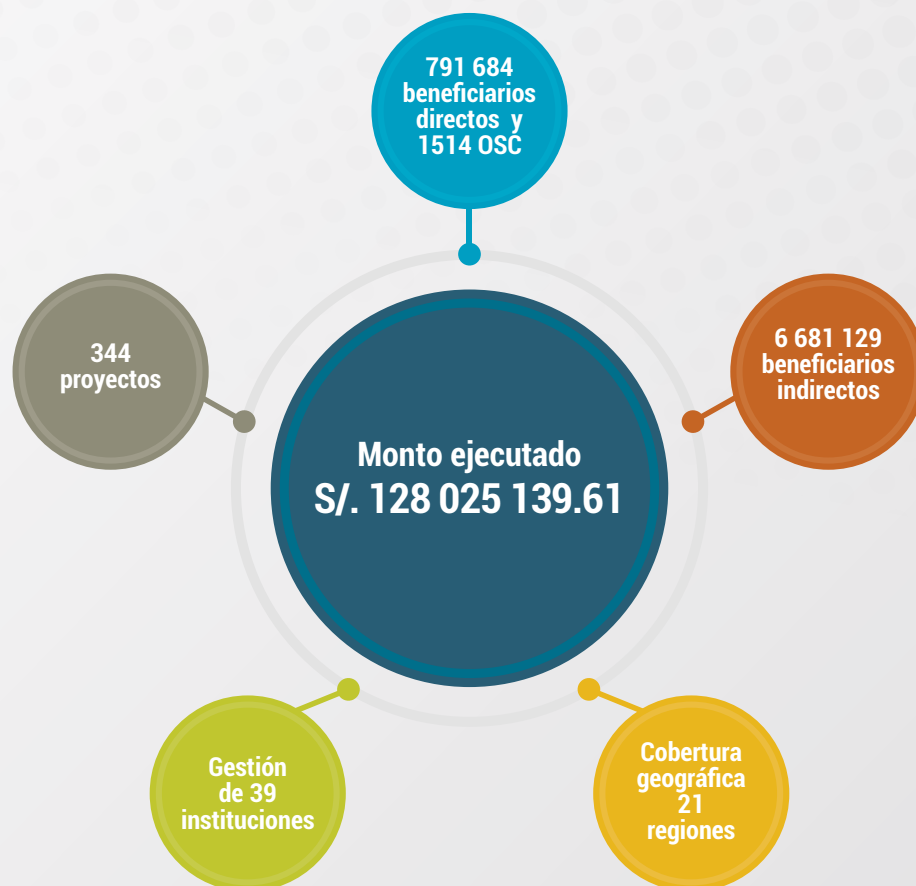 791 684
beneficiarios
directos y
1514 OSC
344
proyectos
6 681 129
beneficiarios
indirectos
Monto ejecutado
S/. 128 025 139.61
Gestión
de 39
instituciones
Cobertura
geográfica
21
regiones